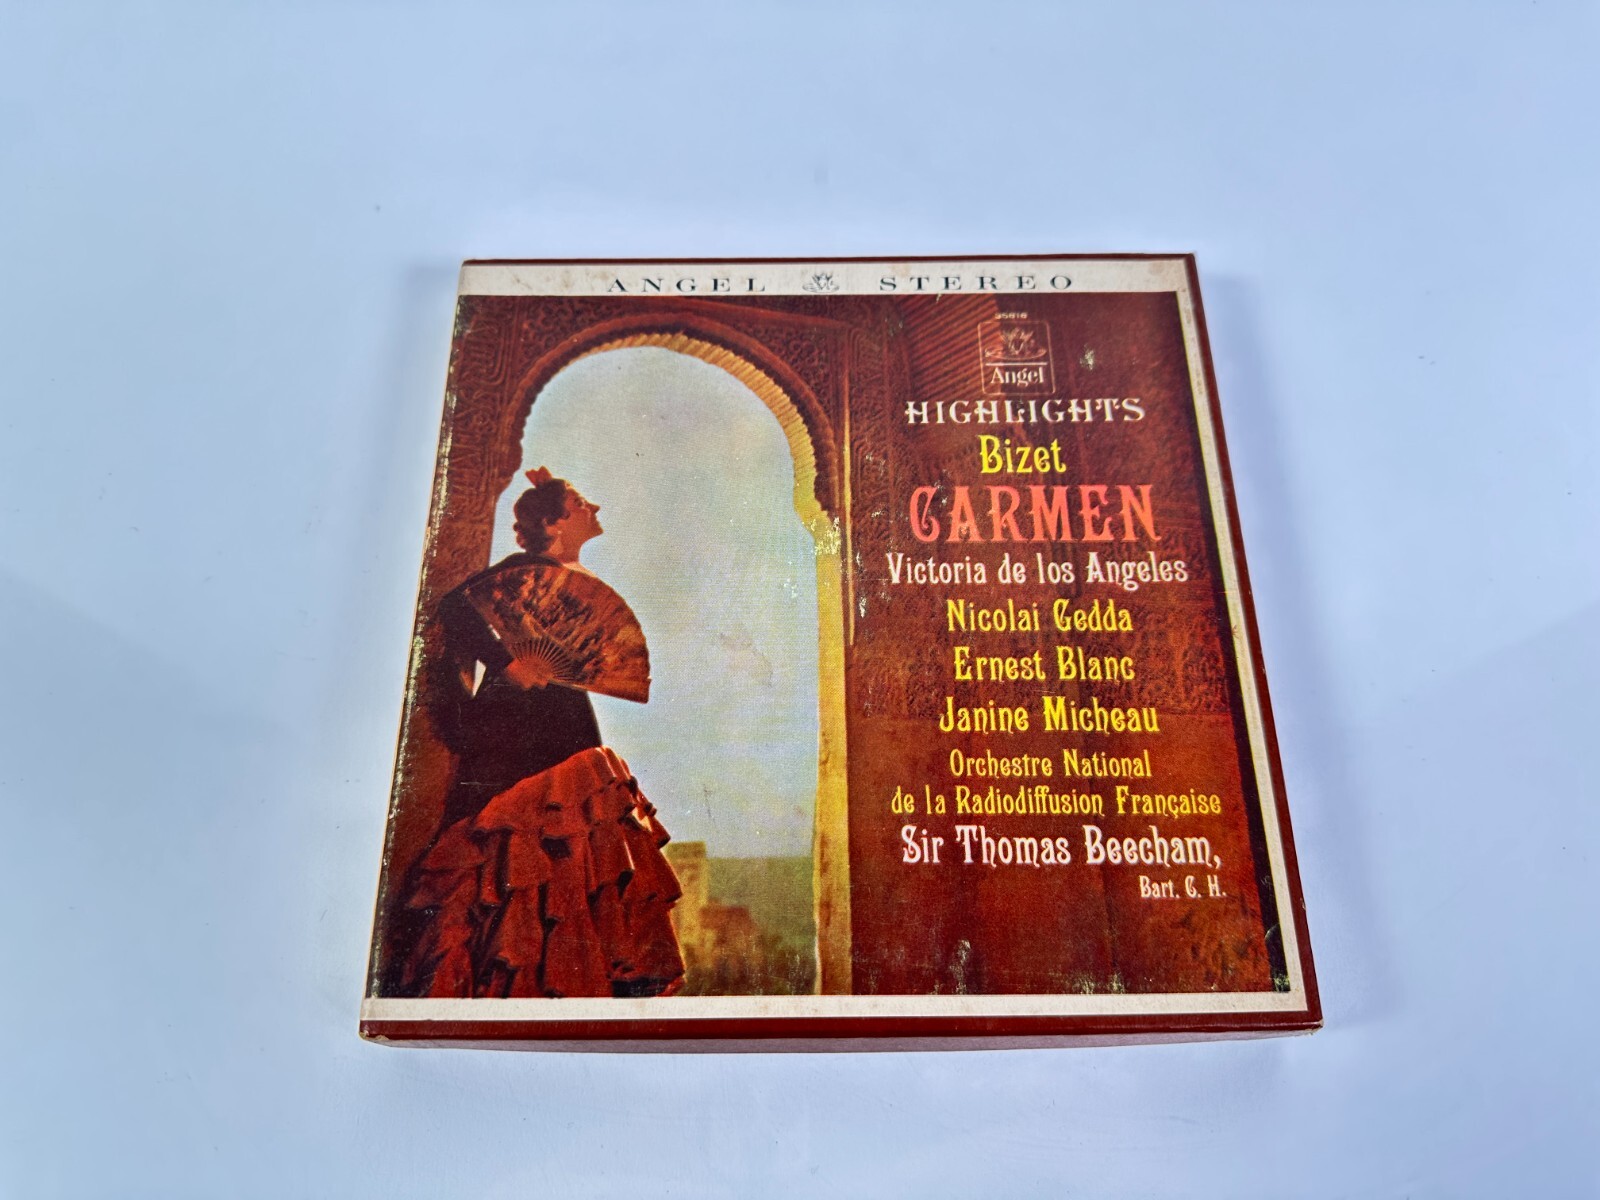 ANGEL STEREO
35818
Angel
HIGHLIGHTS
Bizet
CARMEN
Victoria de los Angeles
Nicolai Gedda
Ernest Blanc
Janine Micheau
Orchestre National
de la Radiodiffusion Française
Sir Thomas Beecham,
Bart. C. H.